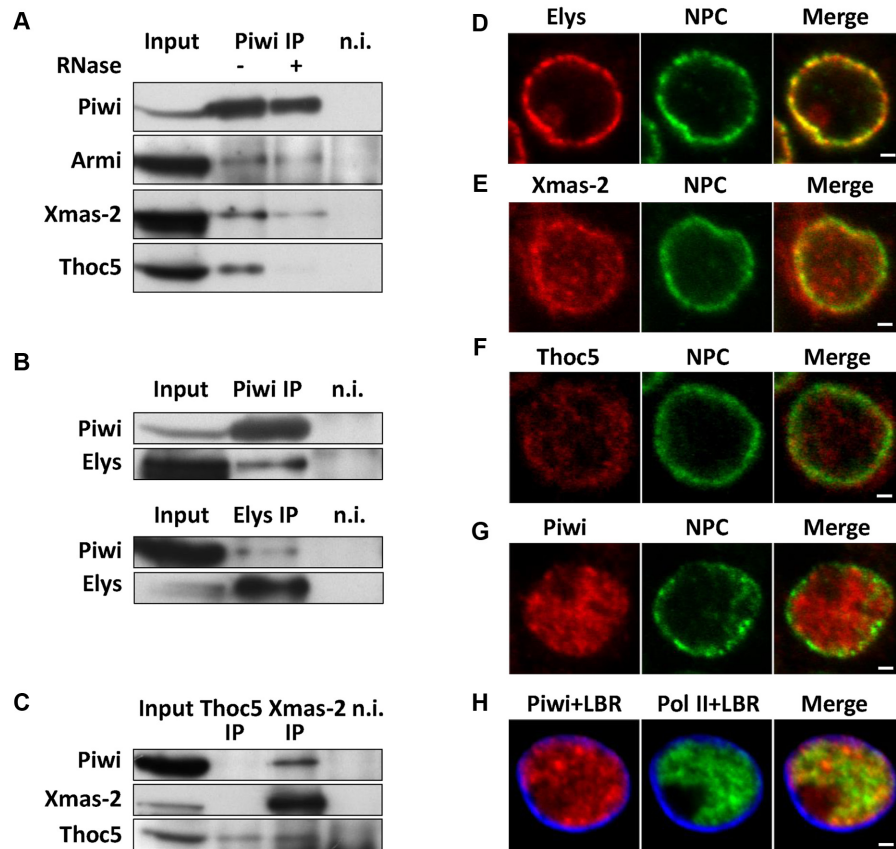 A
Input Piwi IP n.i.
RNase - +
Piwi
Armi
Xmas-2
Thoc5
B
Input Piwi IP n.i.
Piwi
Elys
Input Elys IP n.i.
Piwi
Elys
C
Input Thoc5 Xmas-2 n.i.
IP IP
Piwi
Xmas-2
Thoc5
D
Elys NPC Merge
E
Xmas-2 NPC Merge
F
Thoc5 NPC Merge
G
Piwi NPC Merge
H
Piwi+LBR Pol II+LBR Merge